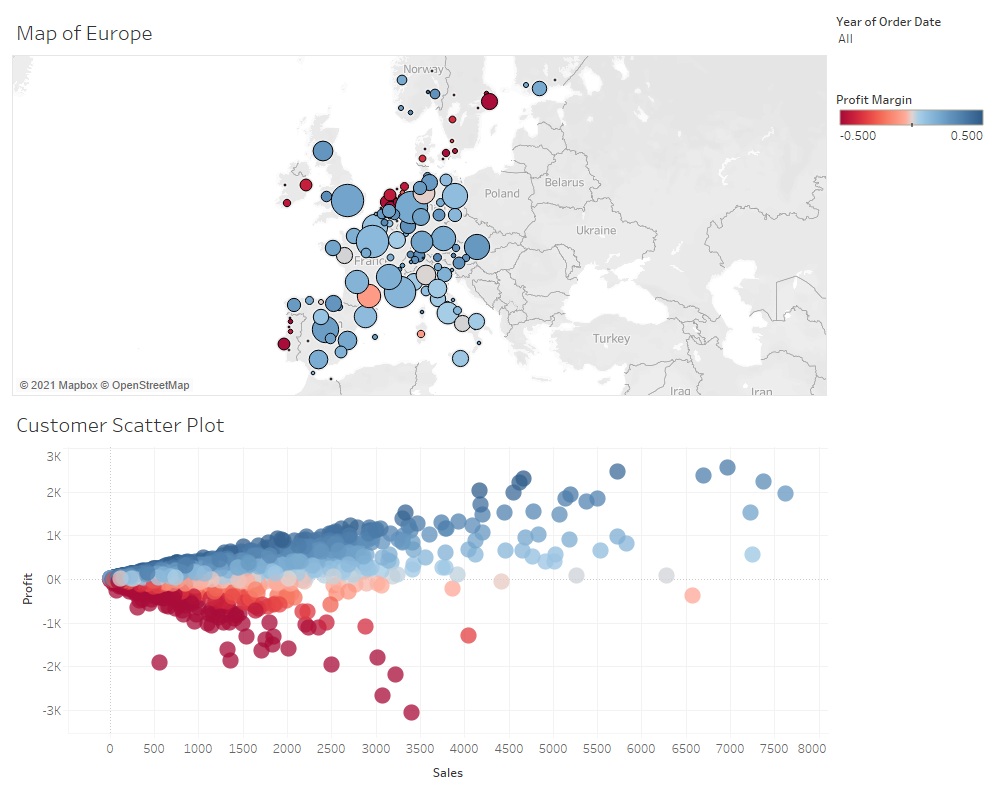 Map of Europe
Year of Order Date
All
Profit Margin
-0.500 0.500
Norway
Poland
Belarus
Ukraine
France
Turkey
Iraq
Iran
© 2021 Mapbox © OpenStreetMap
Customer Scatter Plot
3K
2K
1K
0K
-1K
-2K
-3K
Profit
0 500 1000 1500 2000 2500 3000 3500 4000 4500 5000 5500 6000 6500 7000 7500 8000
Sales